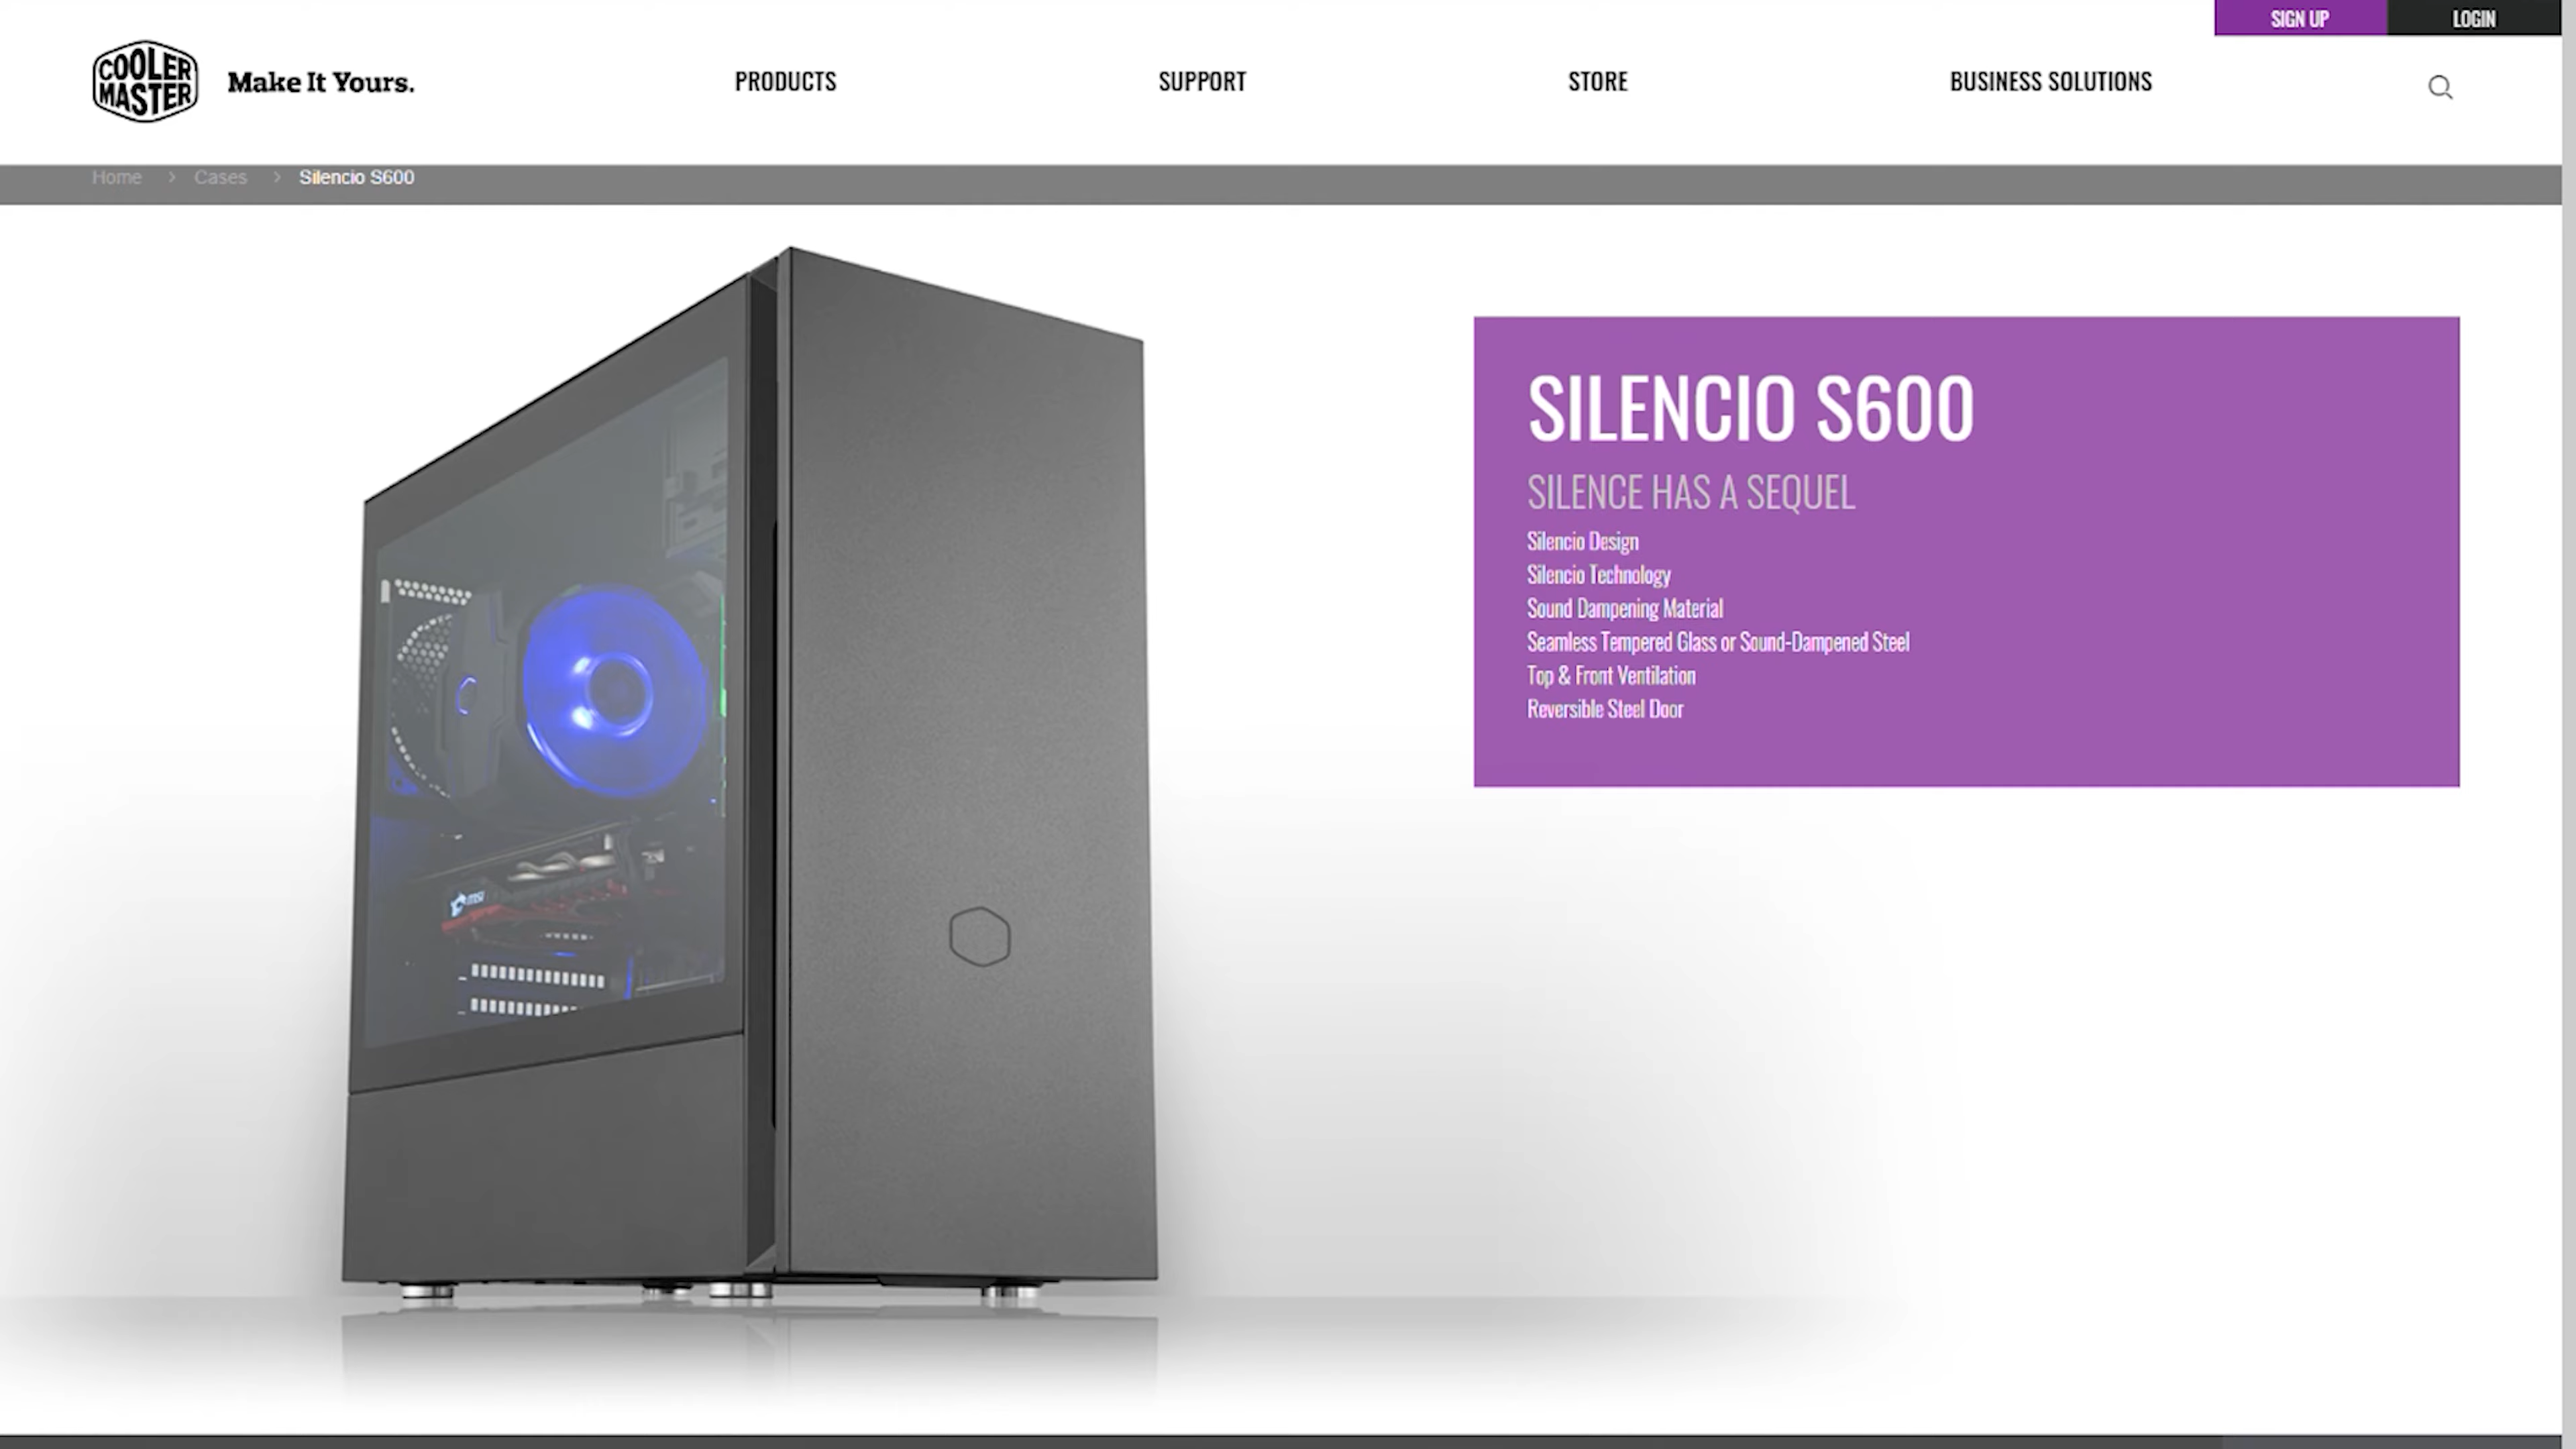 SIGN UP
LOGIN
COOLER
MASTER
Make It Yours.
PRODUCTS
SUPPORT
STORE
BUSINESS SOLUTIONS
Home > Cases > Silencio S600
SILENCIO S600
SILENCE HAS A SEQUEL
Silencio Design
Silencio Technology
Sound Dampening Material
Seamless Tempered Glass or Sound-Dampened Steel
Top & Front Ventilation
Reversible Steel Door
msi